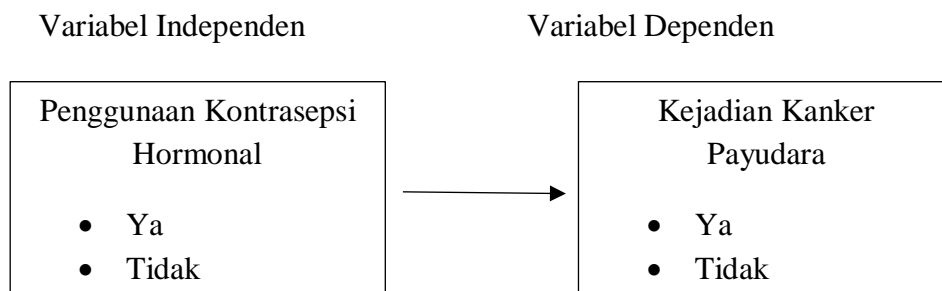 Variabel Independen
Variabel Dependen
Penggunaan Kontrasepsi
Hormonal
• Ya
• Tidak
Kejadian Kanker
Payudara
• Ya
• Tidak